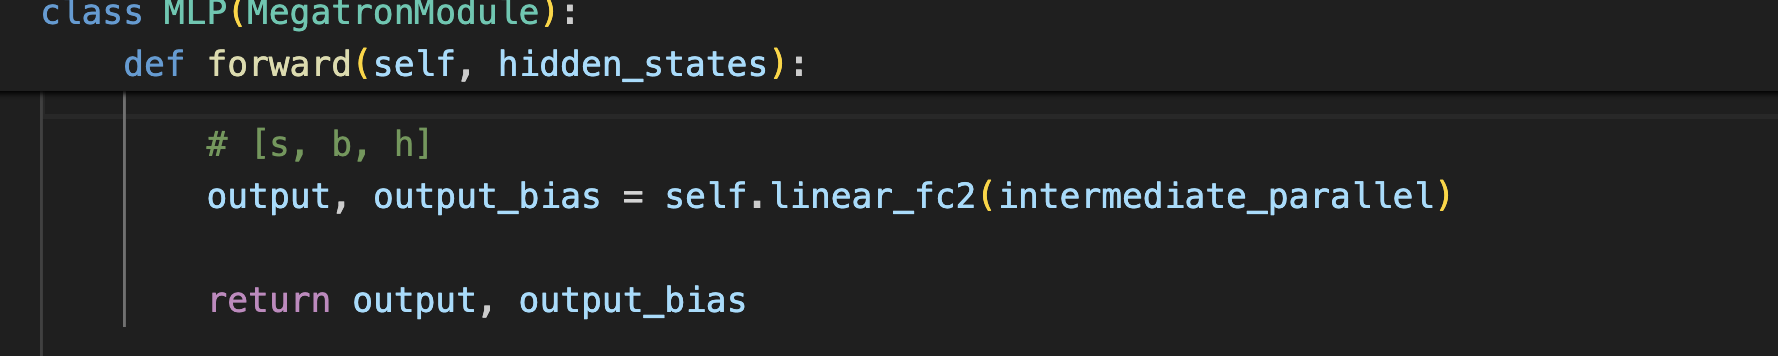 class MLP(MegatronModule):
def forward(self, hidden_states):
# [s, b, h]
output, output_bias = self.linear_fc2(intermediate_parallel)
return output, output_bias